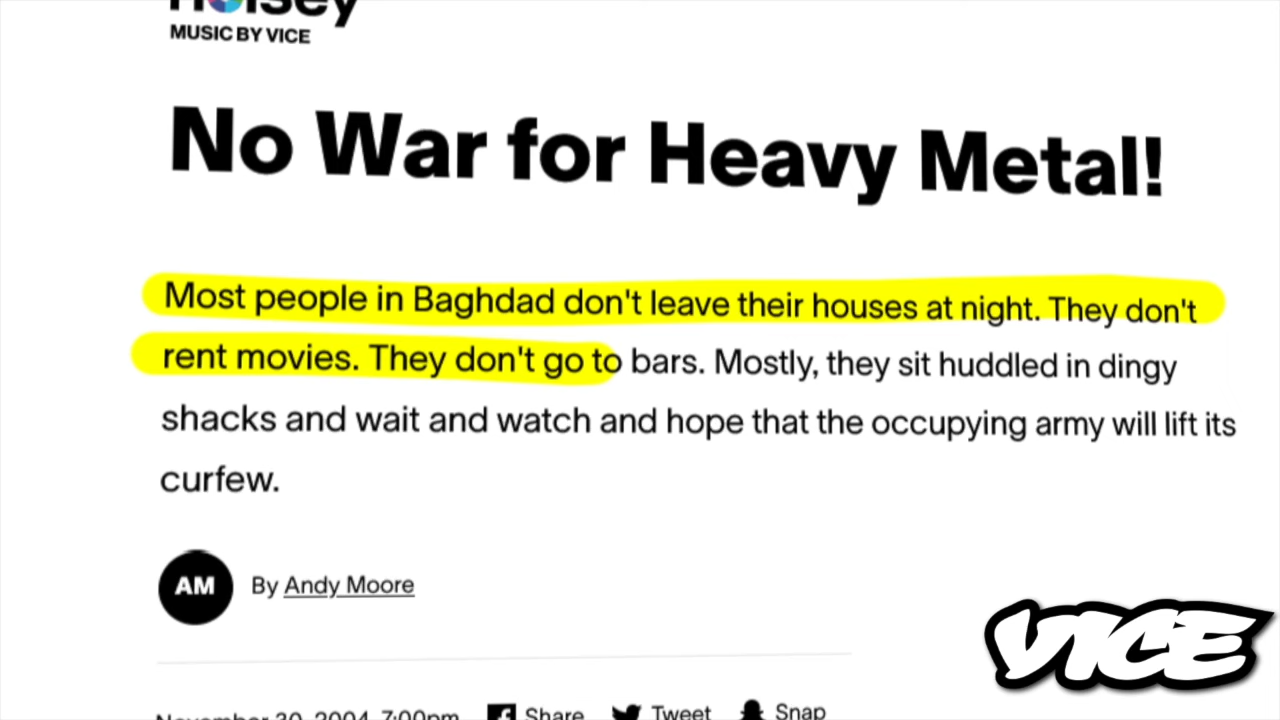 noisey
MUSIC BY VICE
No War for Heavy Metal!
Most people in Baghdad don't leave their houses at night. They don't
rent movies. They don't go to bars. Mostly, they sit huddled in dingy
shacks and wait and watch and hope that the occupying army will lift its
curfew.
AM
By Andy Moore
November 30, 2004, 7:00pm
Share
Tweet
Snap
VICE